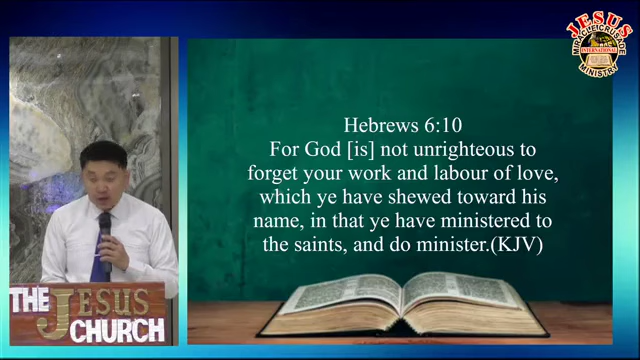 JESUS
MIRACLE CRUSADE
INTERNATIONAL
MINISTRY
Hebrews 6:10
For God [is] not unrighteous to
forget your work and labour of love,
which ye have shewed toward his
name, in that ye have ministered to
the saints, and do minister.(KJV)
THE JESUS
CHURCH